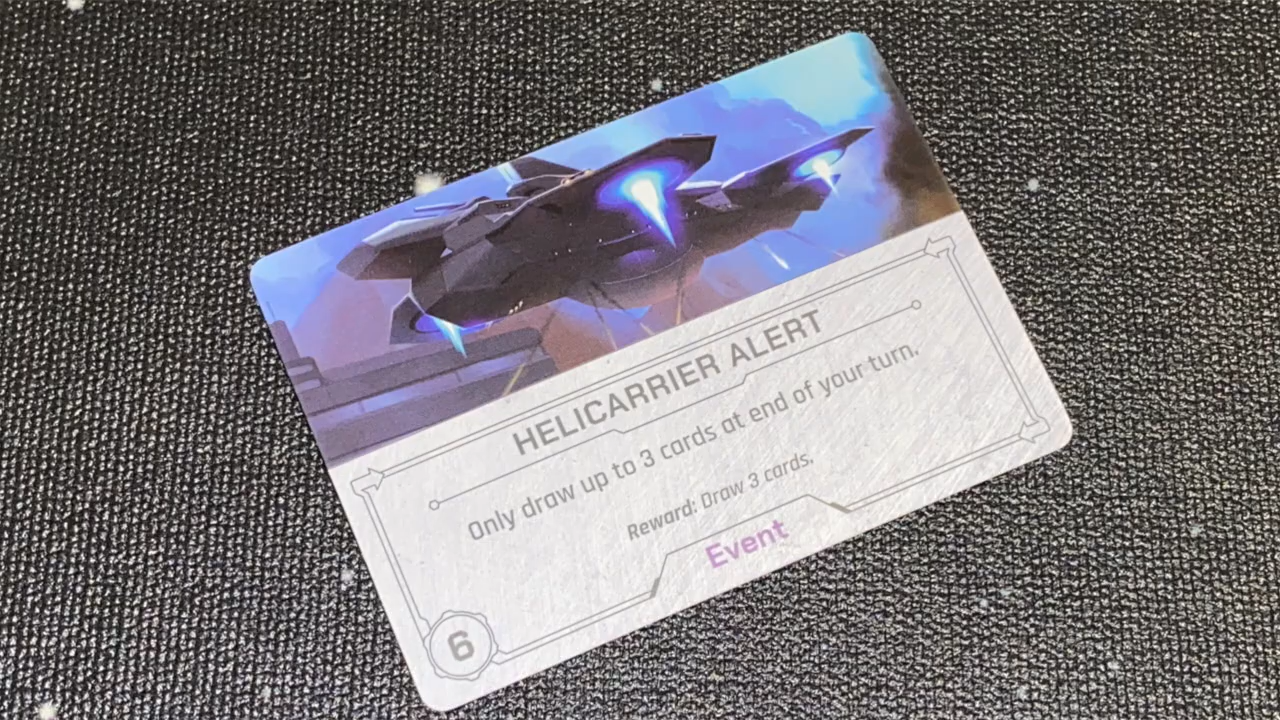 HELICARRIER ALERT
Only draw up to 3 cards at end of your turn.
Reward: Draw 3 cards.
Event
6